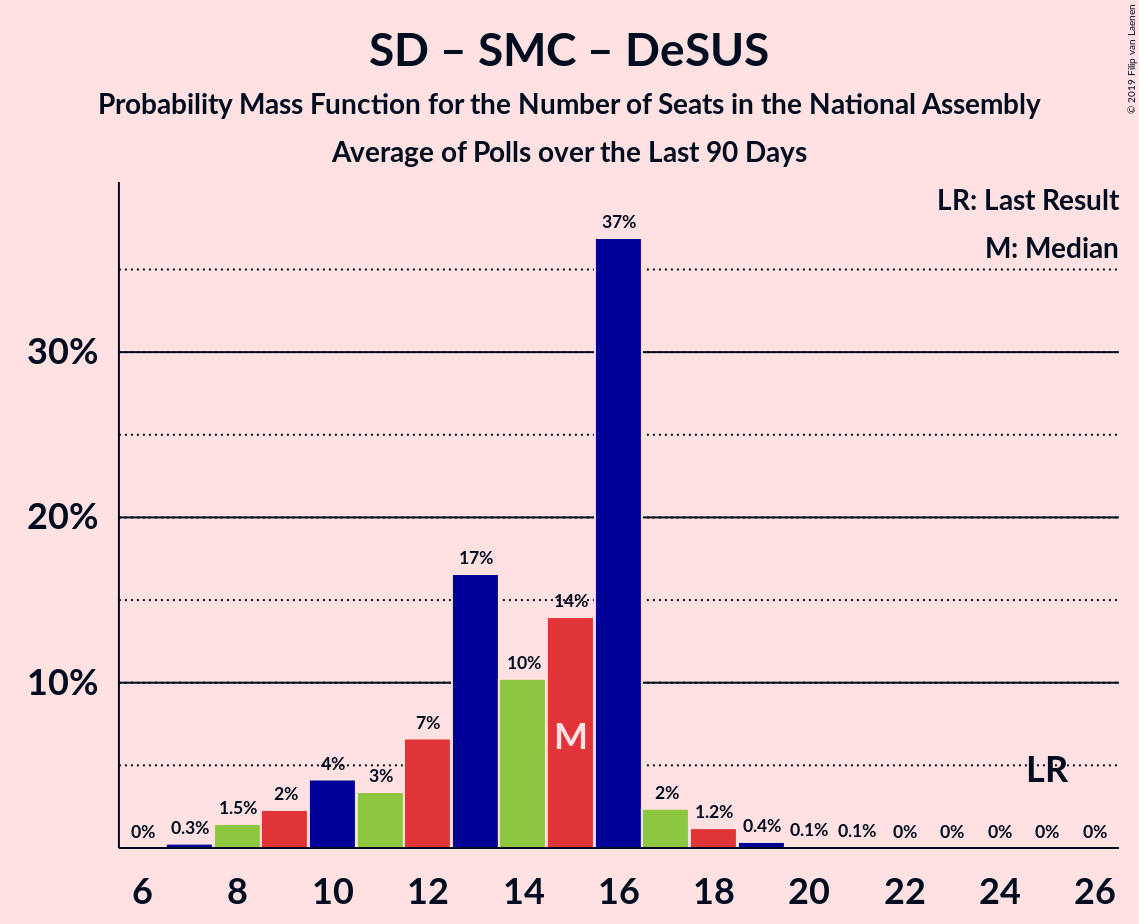 SD – SMC – DeSUS
Probability Mass Function for the Number of Seats in the National Assembly
Average of Polls over the Last 90 Days
© 2019 Filip van Laenen
LR: Last Result
M: Median
30%
20%
10%
0% 0.3% 1.5% 2% 4% 3% 7% 17% 10% 14% 37% 2% 1.2% 0.4% 0.1% 0.1% 0% 0% 0% 0% 0%
M
LR
6 8 10 12 14 16 18 20 22 24 26